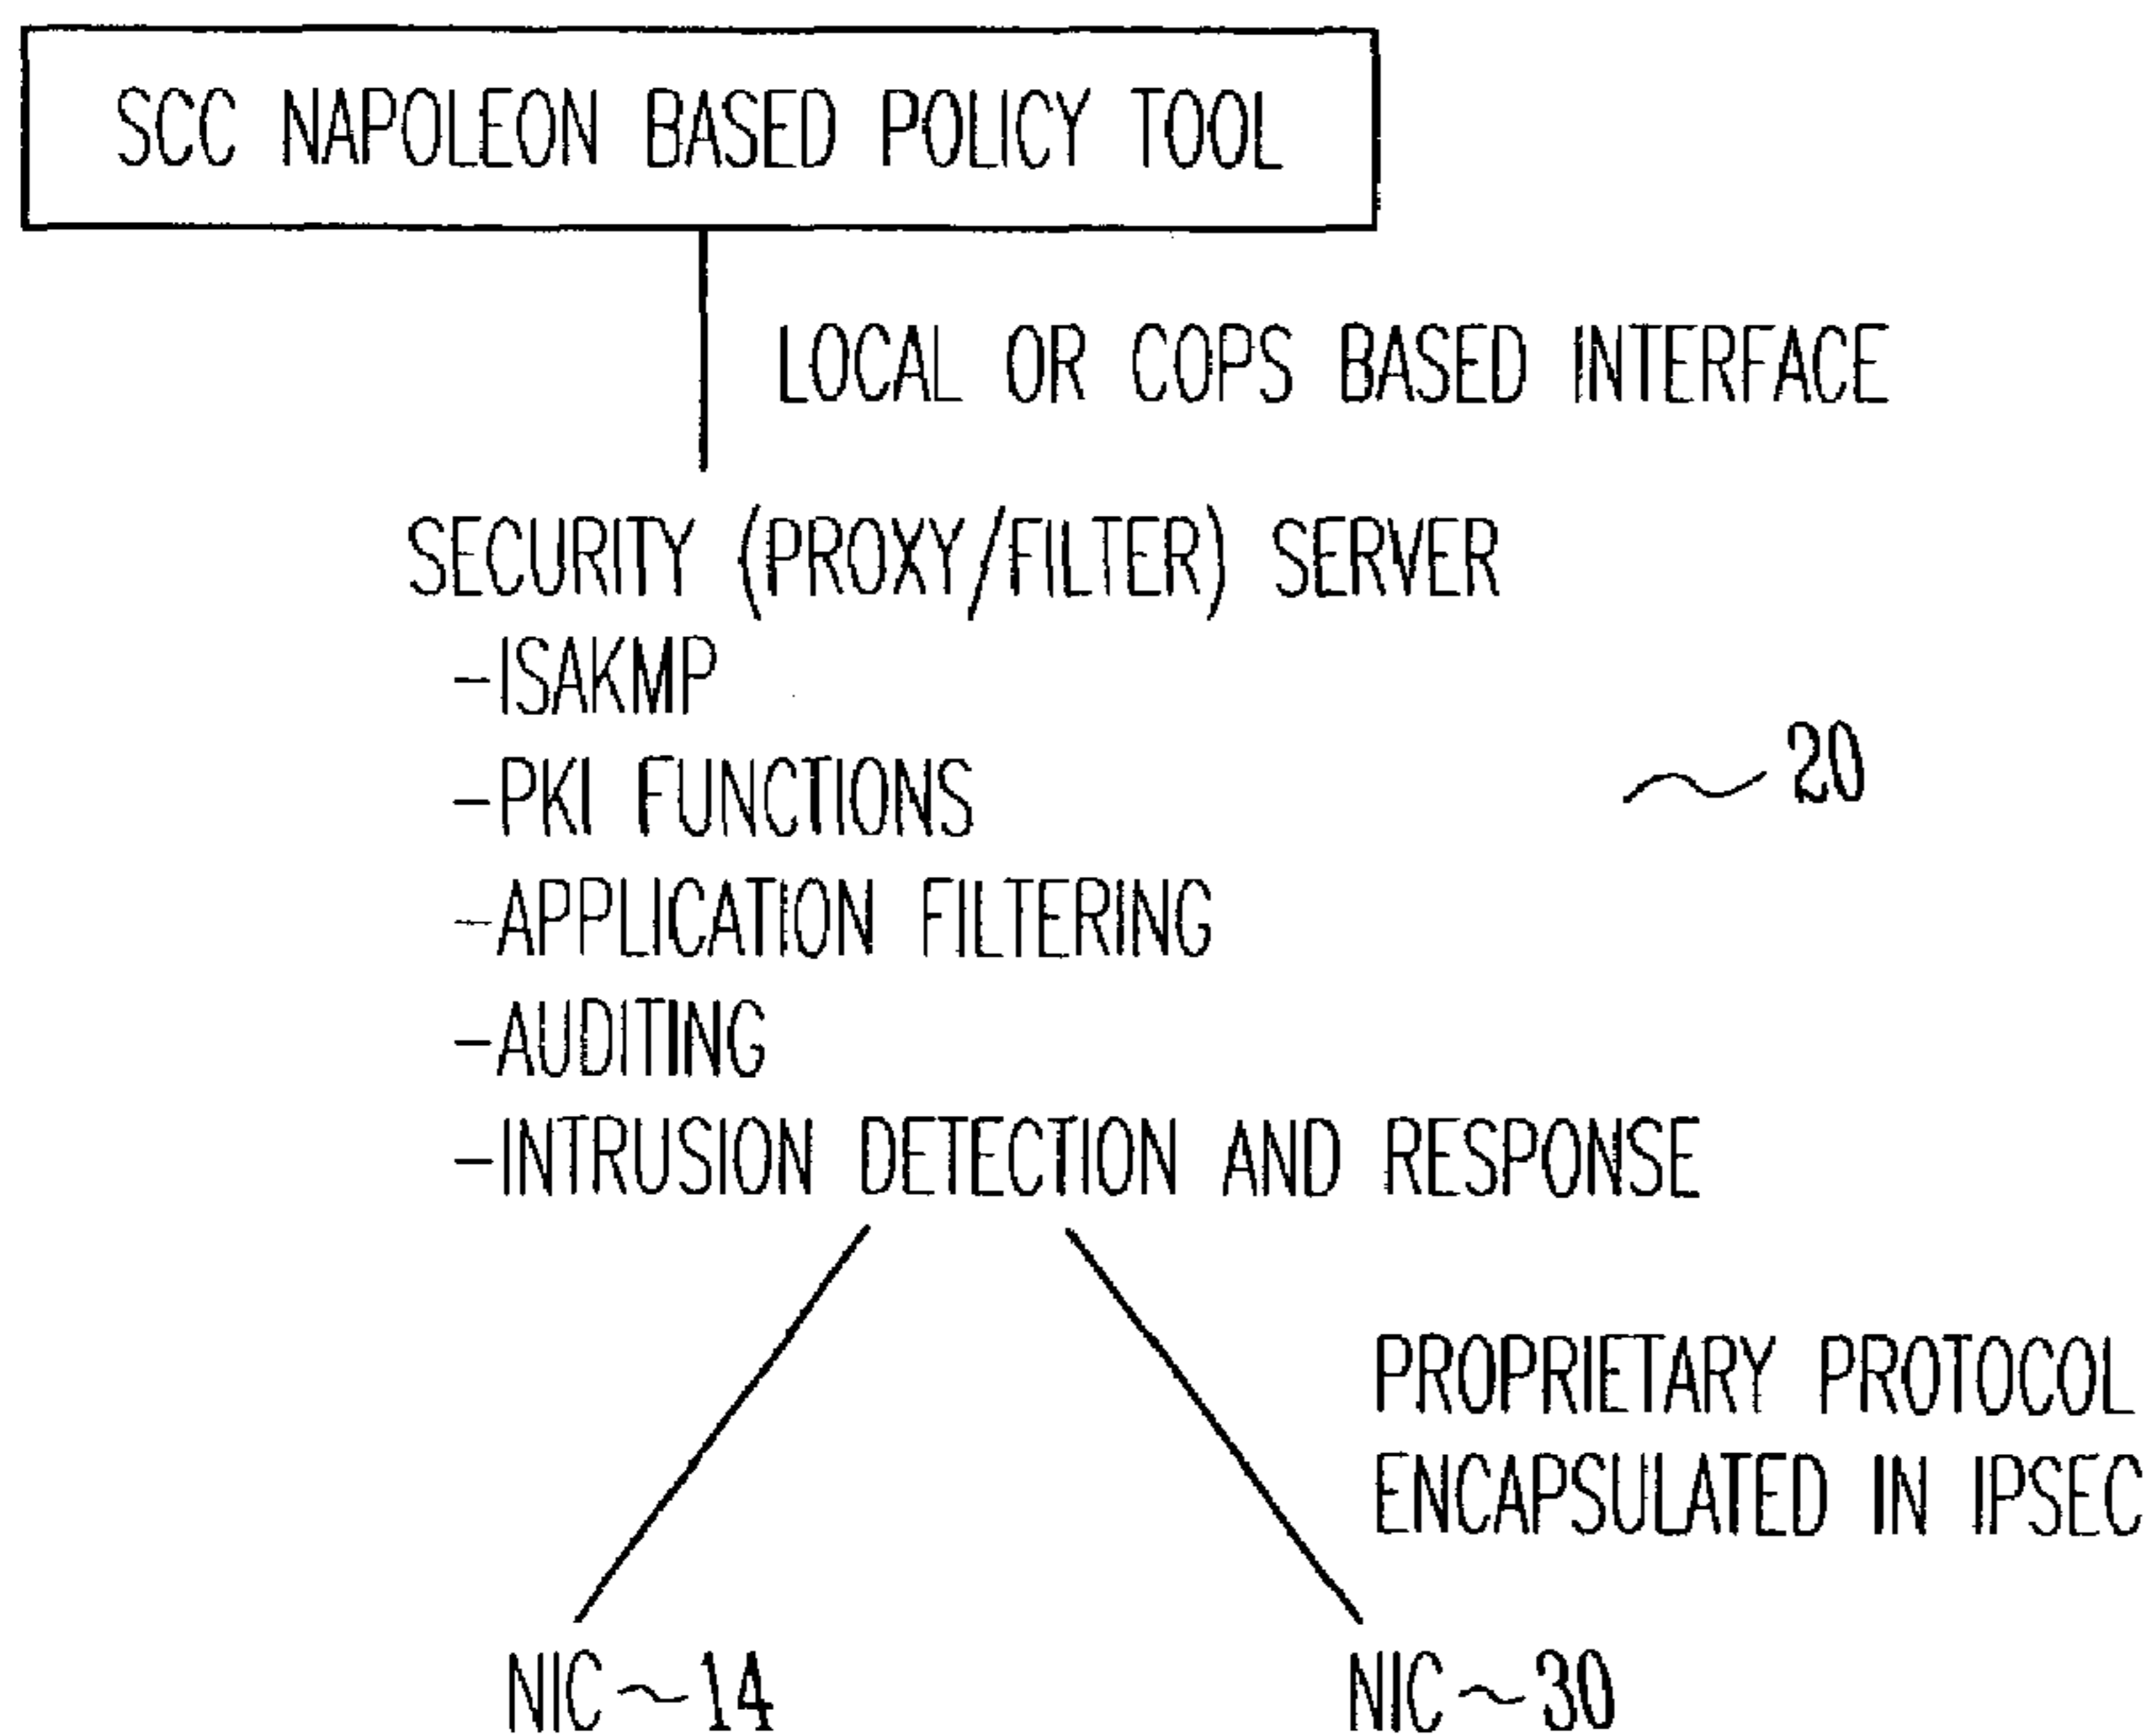 SCC NAPOLEON BASED POLICY TOOL
LOCAL OR COPS BASED INTERFACE
SECURITY (PROXY/FILTER) SERVER
-ISAKMP
-PKI FUNCTIONS
20
-APPLICATION FILTERING
-AUDITING
-INTRUSION DETECTION AND RESPONSE
PROPRIETARY PROTOCOL
ENCAPSULATED IN IPSEC
NIC~14
NIC~30